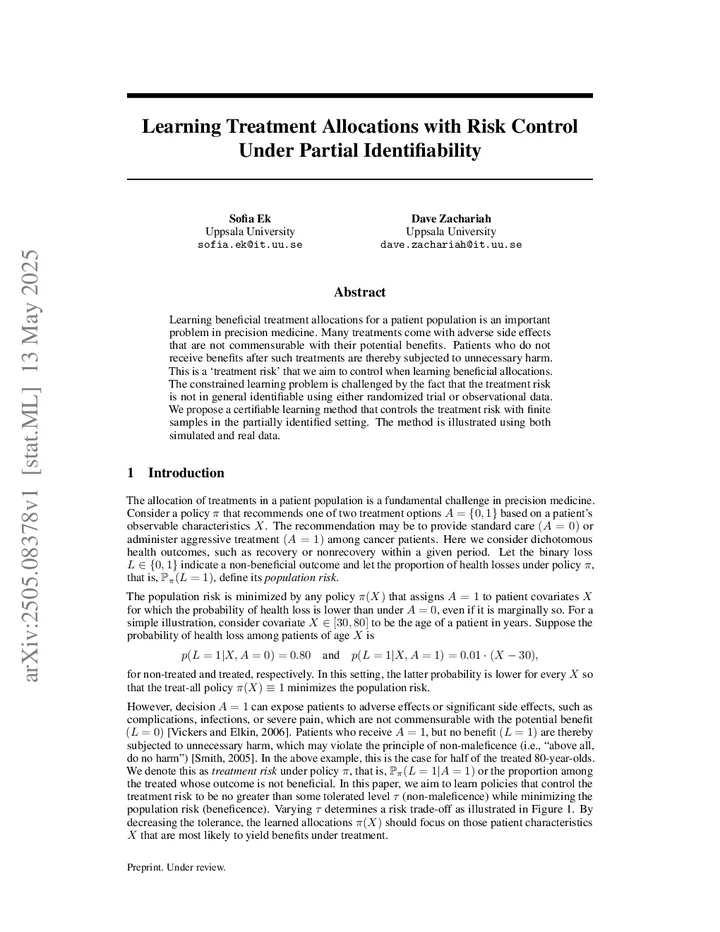 arXiv:2505.08378v1 [stat.ML] 13 May 2025
Learning Treatment Allocations with Risk Control
Under Partial Identifiability
Sofia Ek
Uppsala University
sofia.ek@it.uu.se
Dave Zachariah
Uppsala University
dave.zachariah@it.uu.se
Abstract
Learning beneficial treatment allocations for a patient population is an important
problem in precision medicine. Many treatments come with adverse side effects
that are not commensurable with their potential benefits. Patients who do not
receive benefits after such treatments are thereby subjected to unnecessary harm.
This is a ‘treatment risk’ that we aim to control when learning beneficial allocations.
The constrained learning problem is challenged by the fact that the treatment risk
is not in general identifiable using either randomized trial or observational data.
We propose a certifiable learning method that controls the treatment risk with finite
samples in the partially identified setting. The method is illustrated using both
simulated and real data.
1 Introduction
The allocation of treatments in a patient population is a fundamental challenge in precision medicine.
Consider a policy π that recommends one of two treatment options A = {0, 1} based on a patient’s
observable characteristics X. The recommendation may be to provide standard care (A = 0) or
administer aggressive treatment (A = 1) among cancer patients. Here we consider dichotomous
health outcomes, such as recovery or nonrecovery within a given period. Let the binary loss
L ∈ {0, 1} indicate a non-beneficial outcome and let the proportion of health losses under policy π,
that is, ℙπ(L = 1), define its population risk.
The population risk is minimized by any policy π(X) that assigns A = 1 to patient covariates X
for which the probability of health loss is lower than under A = 0, even if it is marginally so. For a
simple illustration, consider covariate X ∈ [30, 80] to be the age of a patient in years. Suppose the
probability of health loss among patients of age X is
p(L = 1|X, A = 0) = 0.80 and p(L = 1|X, A = 1) = 0.01 · (X − 30),
for non-treated and treated, respectively. In this setting, the latter probability is lower for every X so
that the treat-all policy π(X) ≡ 1 minimizes the population risk.
However, decision A = 1 can expose patients to adverse effects or significant side effects, such as
complications, infections, or severe pain, which are not commensurable with the potential benefit
(L = 0) [Vickers and Elkin, 2006]. Patients who receive A = 1, but no benefit (L = 1) are thereby
subjected to unnecessary harm, which may violate the principle of non-maleficence (i.e., “above all,
do no harm”) [Smith, 2005]. In the above example, this is the case for half of the treated 80-year-olds.
We denote this as treatment risk under policy π, that is, ℙπ(L = 1|A = 1) or the proportion among
the treated whose outcome is not beneficial. In this paper, we aim to learn policies that control the
treatment risk to be no greater than some tolerated level τ (non-maleficence) while minimizing the
population risk (beneficence). Varying τ determines a risk trade-off as illustrated in Figure 1. By
decreasing the tolerance, the learned allocations π(X) should focus on those patient characteristics
X that are most likely to yield benefits under treatment.
Preprint. Under review.